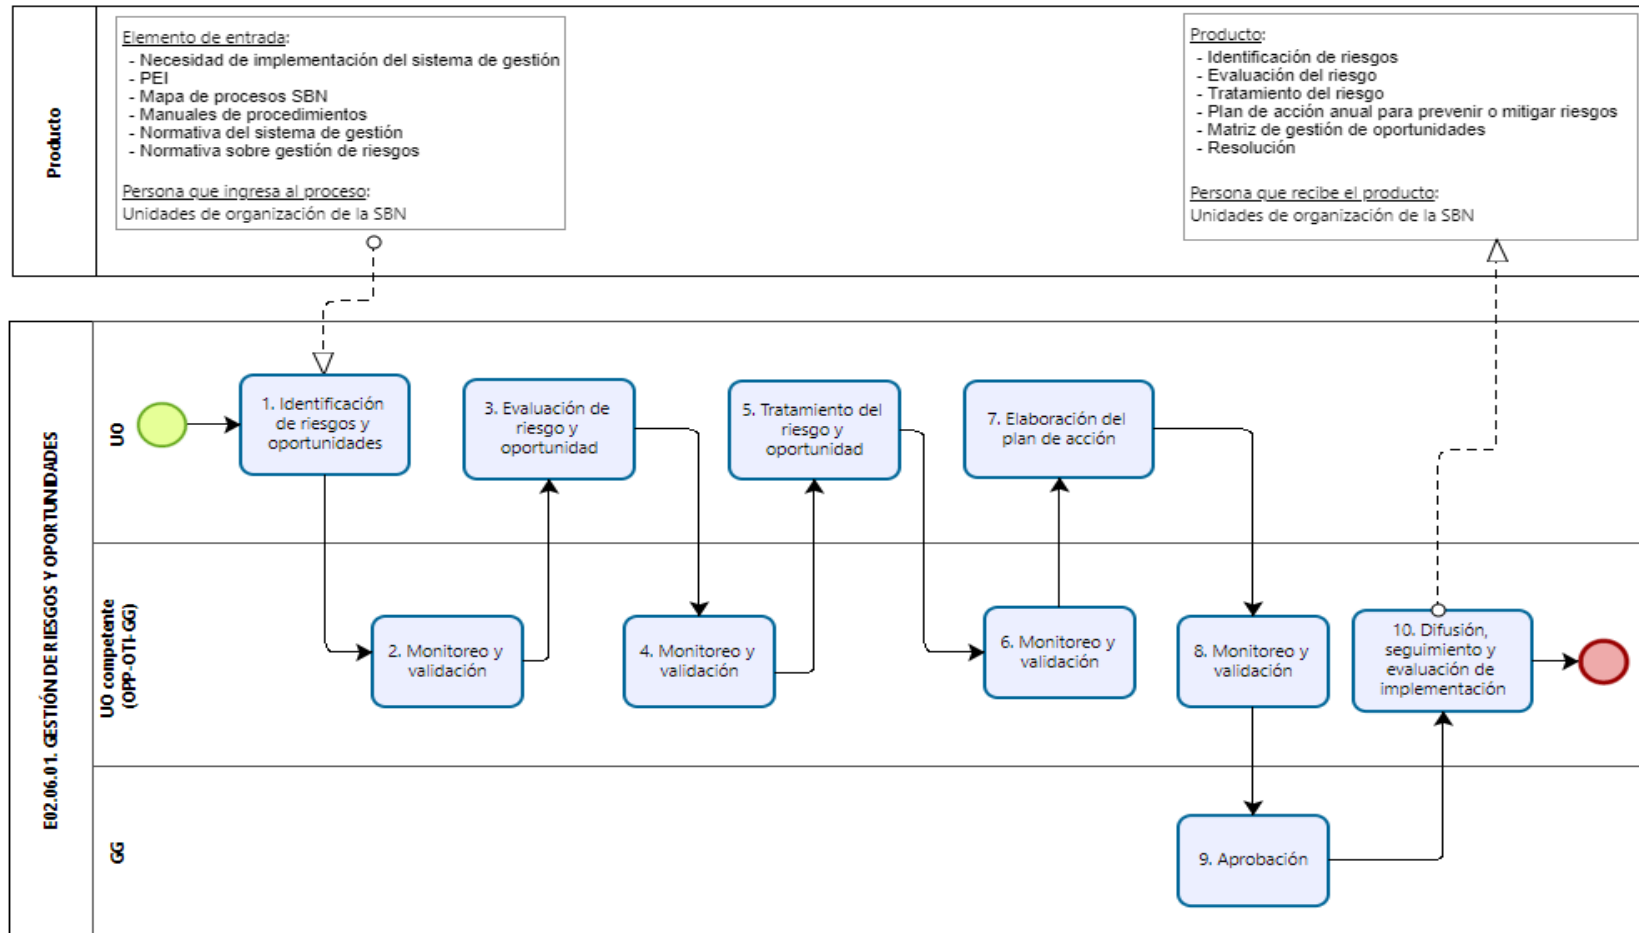 Producto
Elemento de entrada:
- Necesidad de implementación del sistema de gestión
- PEI
- Mapa de procesos SBN
- Manuales de procedimientos
- Normativa del sistema de gestión
- Normativa sobre gestión de riesgos
Persona que ingresa al proceso:
Unidades de organización de la SBN
Producto:
- Identificación de riesgos
- Evaluación del riesgo
- Tratamiento del riesgo
- Plan de acción anual para prevenir o mitigar riesgos
- Matriz de gestión de oportunidades
- Resolución
Persona que recibe el producto:
Unidades de organización de la SBN
E02.06.01. GESTIÓN DE RIESGOS Y OPORTUNIDADES
UO
1. Identificación
de riesgos y
oportunidades
3. Evaluación de
riesgo y
oportunidad
5. Tratamiento del
riesgo y
oportunidad
7. Elaboración del
plan de acción
UO competente
(OPP-OTI-GG)
2. Monitoreo y
validación
4. Monitoreo y
validación
6. Monitoreo y
validación
8. Monitoreo y
validación
10. Difusión,
seguimiento y
evaluación de
implementación
GG
9. Aprobación